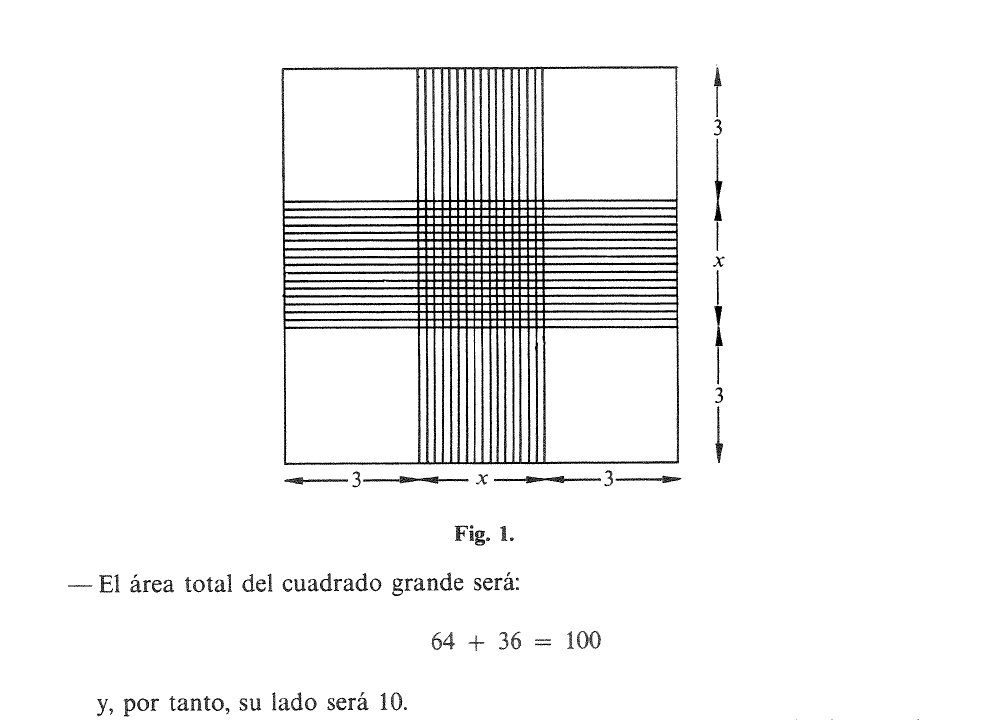 3
x
3
3 x 3
Fig. 1.
— El área total del cuadrado grande será:
64 + 36 = 100
y, por tanto, su lado será 10.